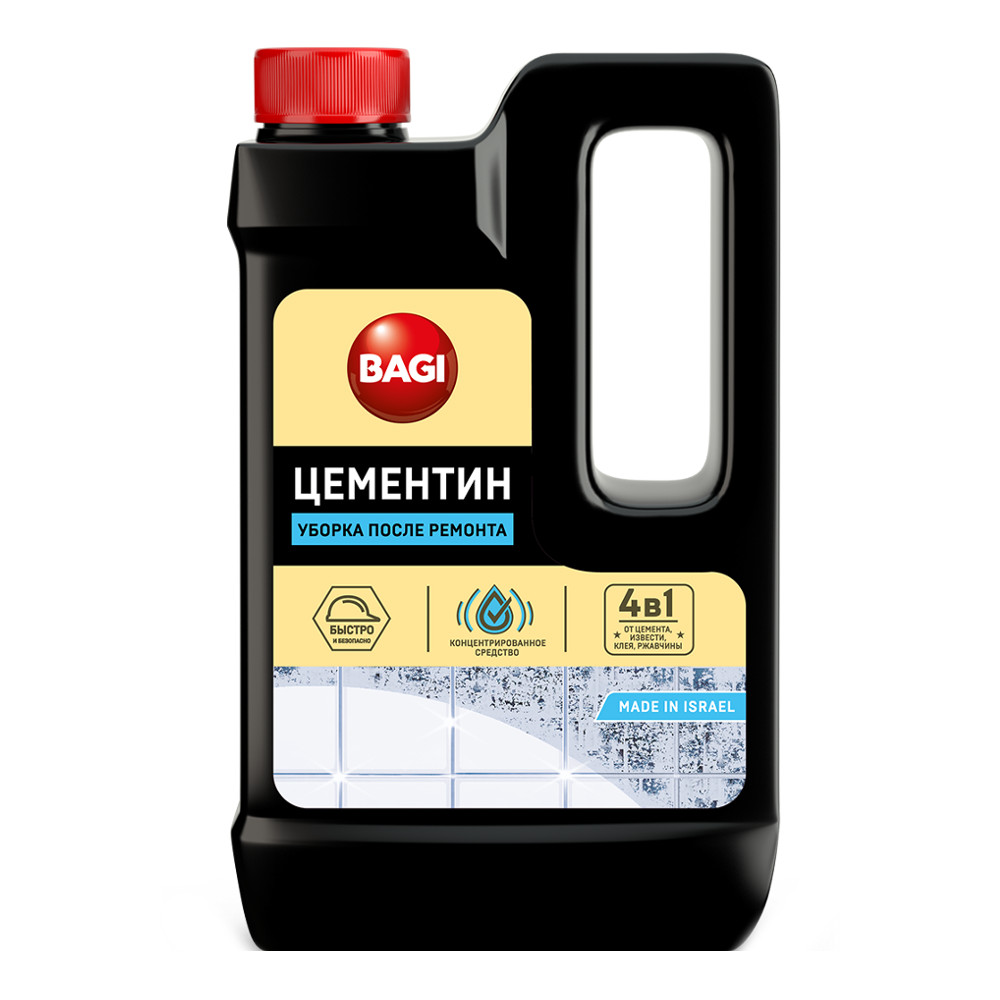 BAGI
ЦЕМЕНТИН
УБОРКА ПОСЛЕ РЕМОНТА
БЫСТРО
И БЕЗОПАСНО
КОНЦЕНТРИРОВАННОЕ
СРЕДСТВО
4в1
ОТ ЦЕМЕНТА,
ИЗВЕСТИ,
КЛЕЯ, РЖАВЧИНЫ
MADE IN ISRAEL